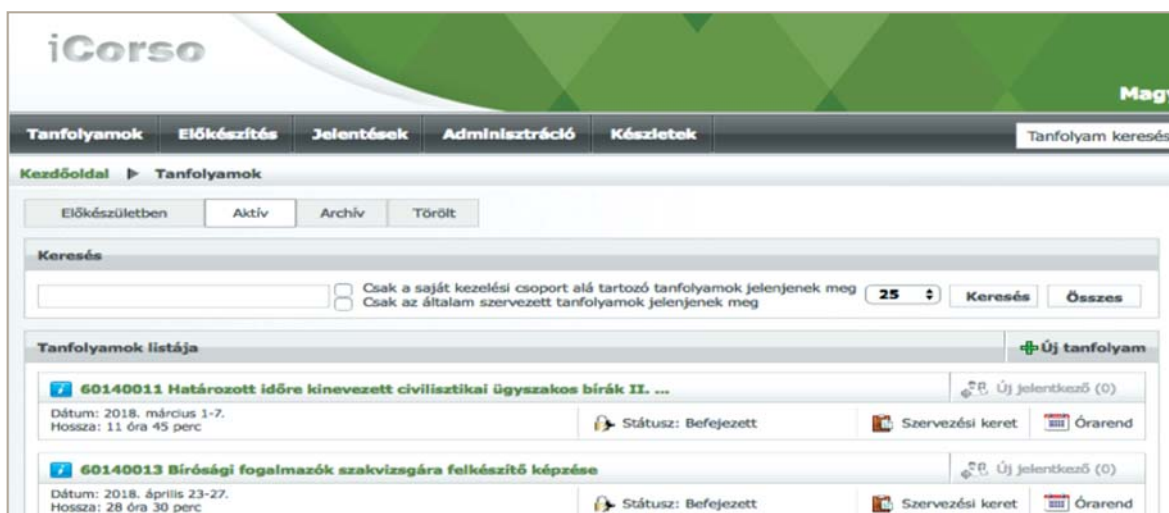 iCorso
Magy
Tanfolyamok Előkészítés Jelentések Adminisztráció Készletek Tanfolyam keresés
Kezdőoldal Tanfolyamok
Előkészületben Aktív Archív Törölt
Keresés
Csak a saját kezelési csoport alá tartozó tanfolyamok jelenjenek meg
Csak az általam szervezett tanfolyamok jelenjenek meg
25 Keresés Összes
Tanfolyamok listája Új tanfolyam
60140011 Határozott időre kinevezett civilisztikai ügyszakos bírák II. ... Új jelentkező (0)
Dátum: 2018. március 1-7.
Hossza: 11 óra 45 perc
Státusz: Befejezett Szervezési keret Órarend
60140013 Bírósági fogalmazók szakvizsgára felkészítő képzése Új jelentkező (0)
Dátum: 2018. április 23-27.
Hossza: 28 óra 30 perc
Státusz: Befejezett Szervezési keret Órarend